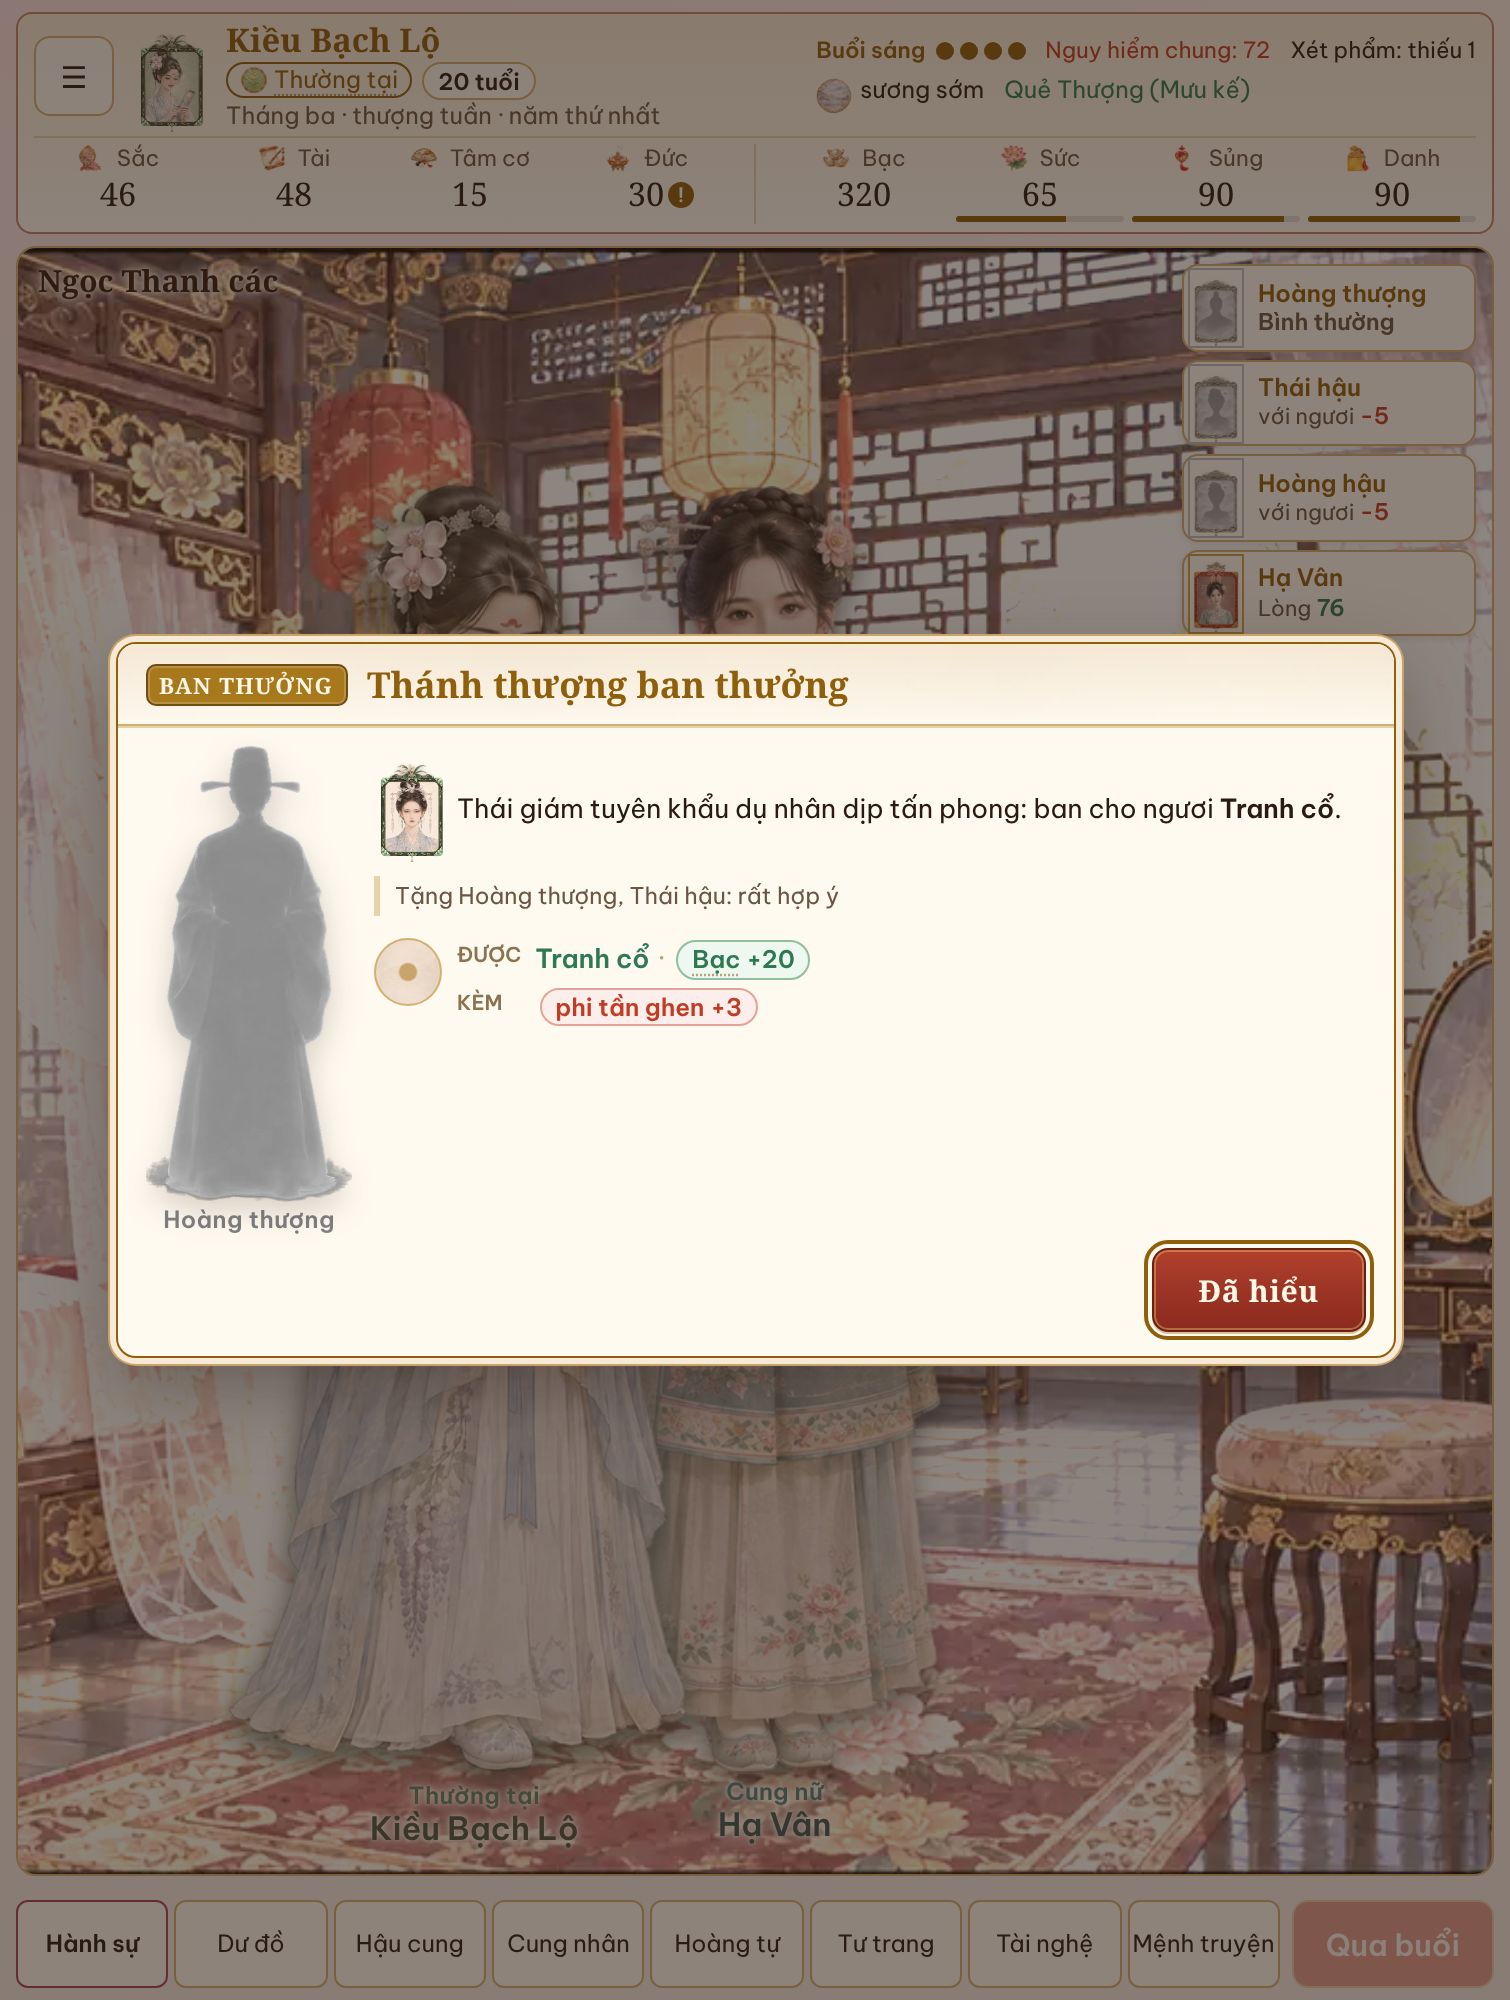 ☰
Kiều Bạch Lộ
Thường tại
20 tuổi
Tháng ba · thượng tuần · năm thứ nhất
Buổi sáng
Nguy hiểm chung: 72
Xét phẩm: thiếu 1
sương sớm
Quẻ Thượng (Mưu kế)
Sắc
46
Tài
48
Tâm cơ
15
Đức
30 !
Bạc
320
Sức
65
Sủng
90
Danh
90
Ngọc Thanh các
Hoàng thượng
Bình thường
Thái hậu
với ngươi -5
Hoàng hậu
với ngươi -5
Hạ Vân
Lòng 76
BAN THƯỞNG
Thánh thượng ban thưởng
Thái giám tuyên khẩu dụ nhân dịp tấn phong: ban cho ngươi Tranh cổ.
Tặng Hoàng thượng, Thái hậu: rất hợp ý
ĐƯỢC Tranh cổ · Bạc +20
KÈM phi tần ghen +3
Hoàng thượng
Đã hiểu
Thường tại
Kiều Bạch Lộ
Cung nữ
Hạ Vân
Hành sự
Dư đồ
Hậu cung
Cung nhân
Hoàng tự
Tư trang
Tài nghệ
Mệnh truyện
Qua buổi